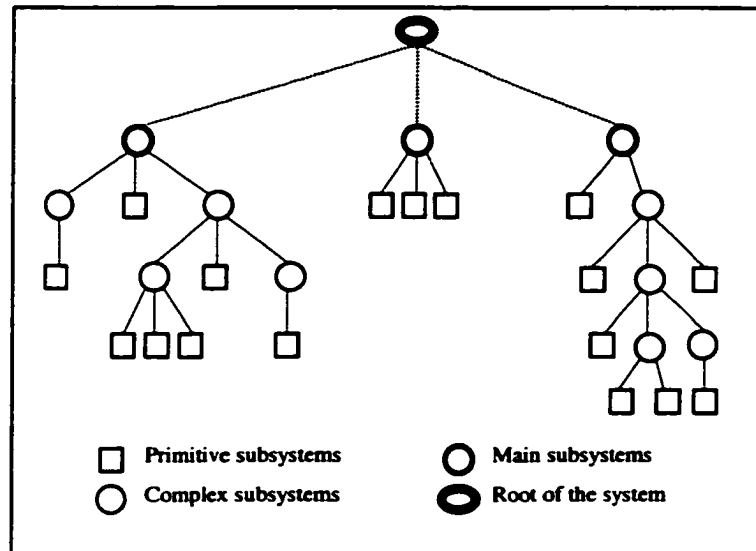 Primitive subsystems
Main subsystems
Complex subsystems
Root of the system